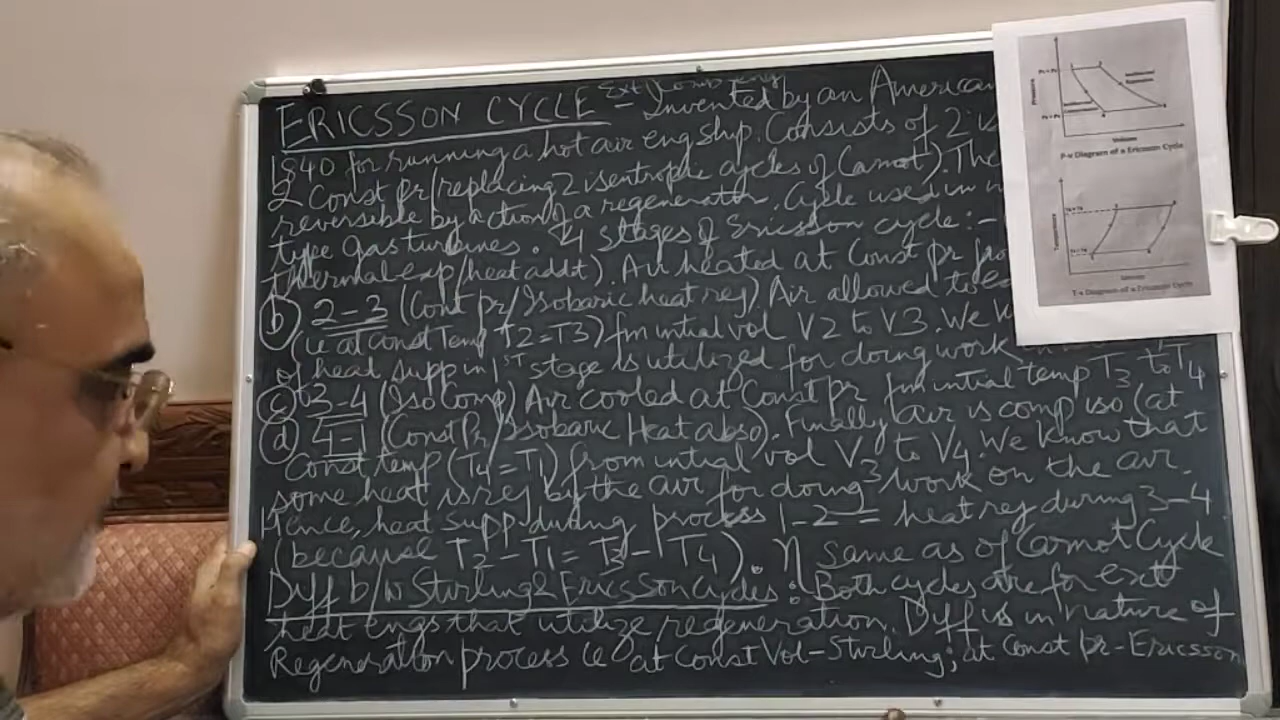 ERICSSON CYCLE - Invented by an American
1840 for running a hot air eng ship. Consists of 2
2 Const pr (replacing 2 isentropic cycles of Carnot). The
reversible by action of a regenerator. Cycle used in
type gas turbines. 4 stages of Ericsson cycle :-
thermal exp (heat addt). Air heated at Const pr
b) 2-3 (Const pr/Isobaric heat rej) Air allowed to
(ie at const Temp T2=T3) fm intial vol V2 to V3. We
of heat supp in 1ST stage is utilized for doing work
c) 3-4 (Iso Comp) Air cooled at Const pr fm intial temp T3 to T4
d) 4-1 (Const Pr/Isobaric Heat abso). Finally (air is comp iso (at
Const temp (T4=T1) from intial vol V3 to V4. We know that
some heat is rej by the air for doing work on the air.
Hence, heat supp during process 1-2 = heat rej during 3-4
(because T2-T1 = T3-T4). η same as of Carnot Cycle
Diff b/w Stirling & Ericsson cycles : Both cycles are for ext
heat engs that utilize regeneration. Diff is in nature of
Regeneration process ie at Const Vol-Stirling; at Const pr-Ericsson
Pressure
Volume
P-v Diagram of a Ericsson Cycle
Temperature
T-s Diagram of a Ericsson Cycle